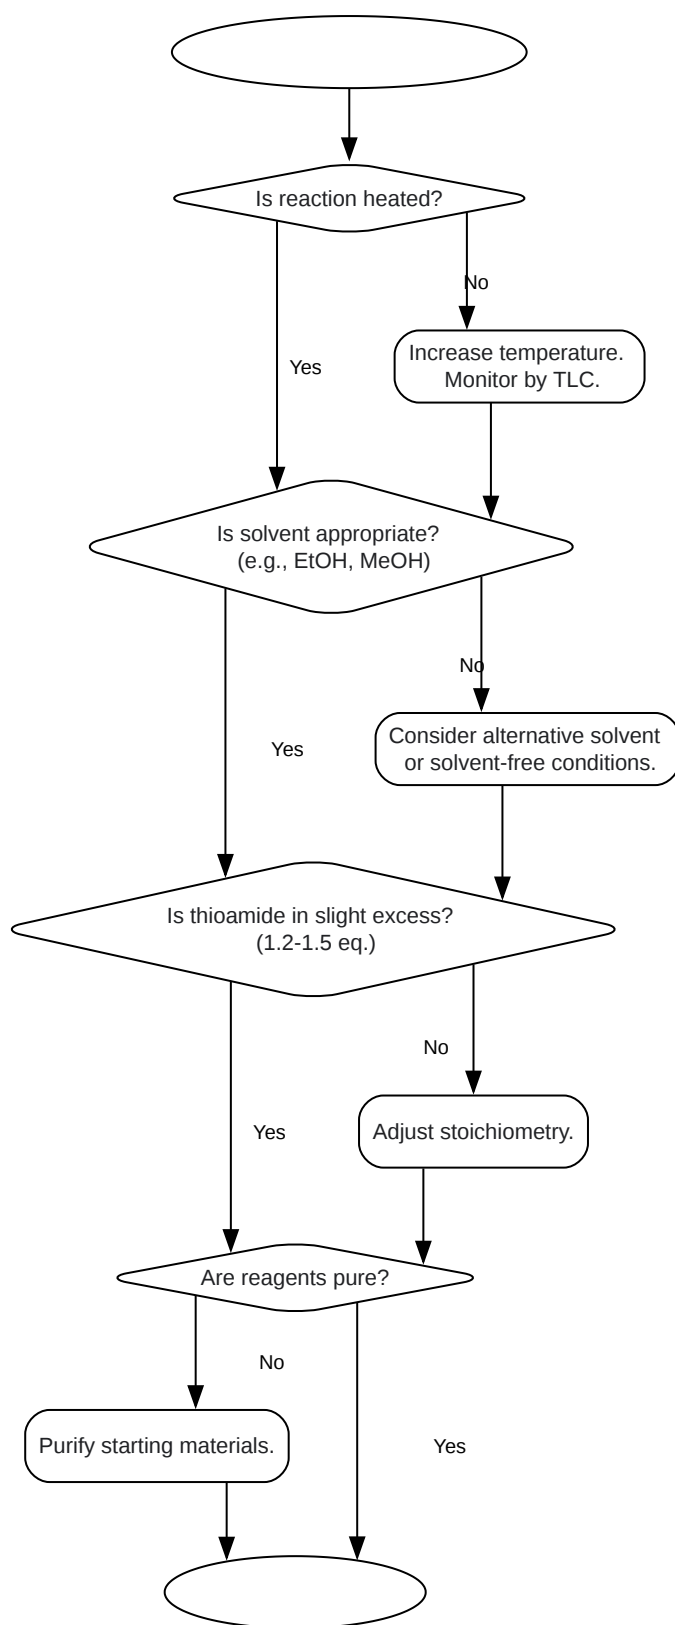 Is reaction heated?
No
Increase temperature.
Monitor by TLC.
Yes
Is solvent appropriate?
(e.g., EtOH, MeOH)
No
Consider alternative solvent
or solvent-free conditions.
Yes
Is thioamide in slight excess?
(1.2-1.5 eq.)
No
Adjust stoichiometry.
Yes
Are reagents pure?
No
Purify starting materials.
Yes